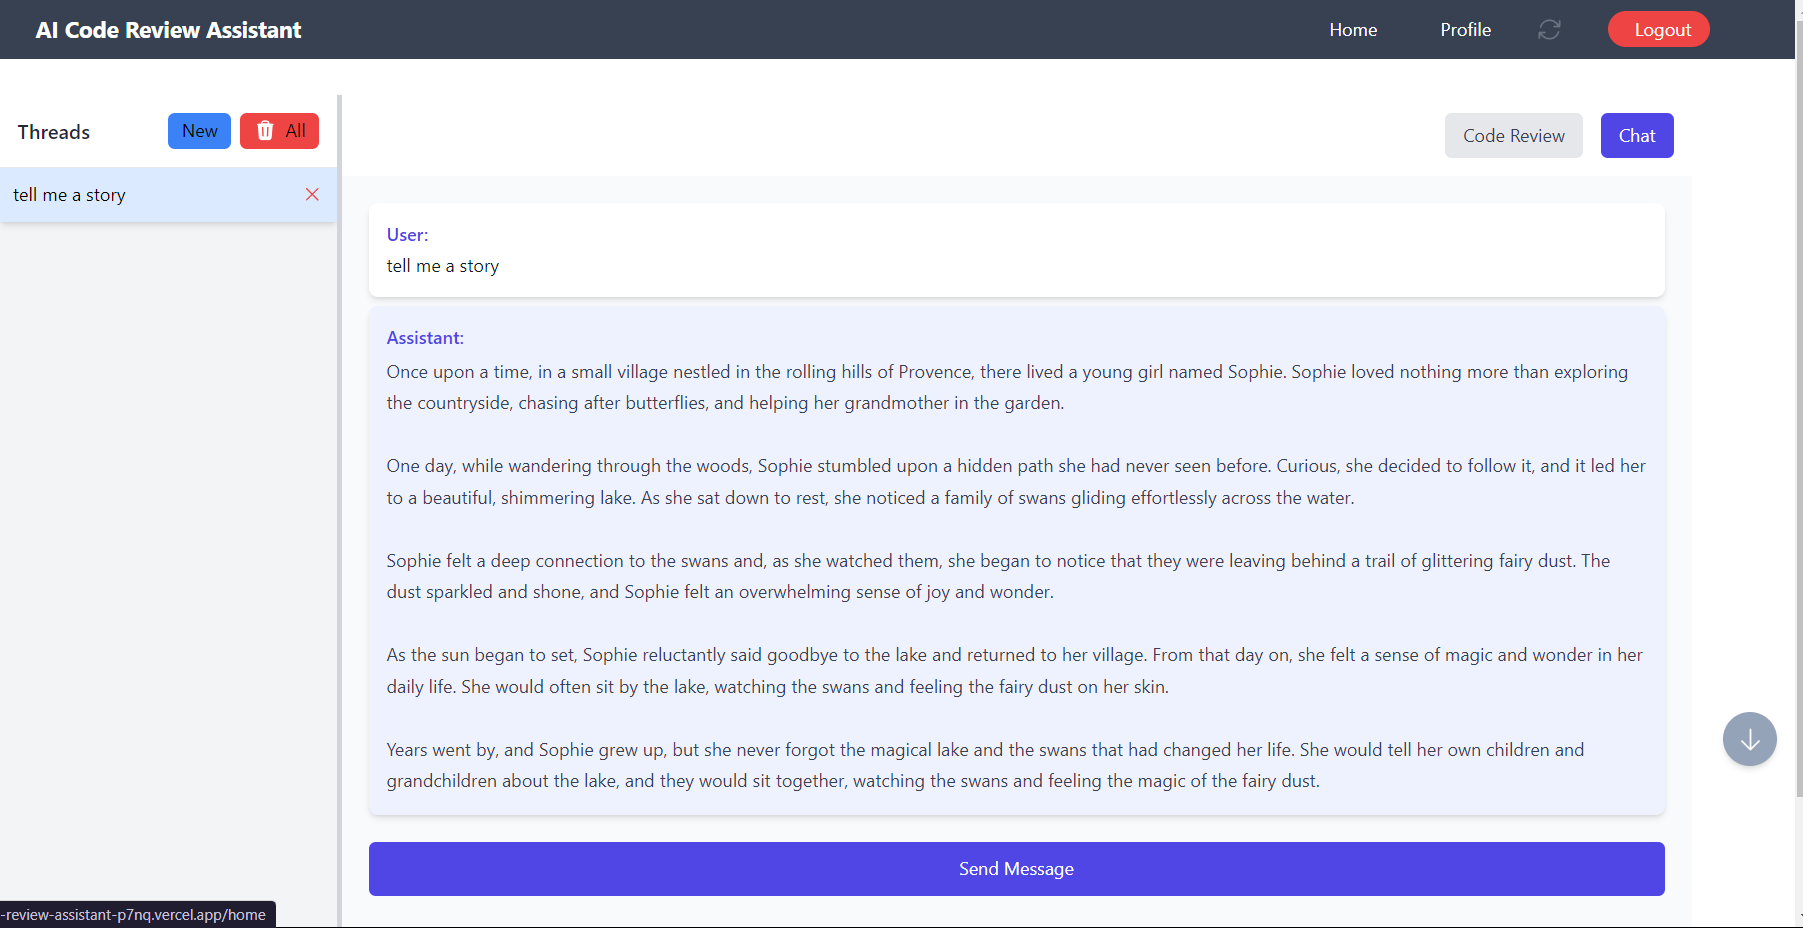 AI Code Review Assistant
Home
Profile
Logout
Threads
New
All
Code Review
Chat
tell me a story
User:
tell me a story
Assistant:
Once upon a time, in a small village nestled in the rolling hills of Provence, there lived a young girl named Sophie. Sophie loved nothing more than exploring
the countryside, chasing after butterflies, and helping her grandmother in the garden.
One day, while wandering through the woods, Sophie stumbled upon a hidden path she had never seen before. Curious, she decided to follow it, and it led her
to a beautiful, shimmering lake. As she sat down to rest, she noticed a family of swans gliding effortlessly across the water.
Sophie felt a deep connection to the swans and, as she watched them, she began to notice that they were leaving behind a trail of glittering fairy dust. The
dust sparkled and shone, and Sophie felt an overwhelming sense of joy and wonder.
As the sun began to set, Sophie reluctantly said goodbye to the lake and returned to her village. From that day on, she felt a sense of magic and wonder in her
daily life. She would often sit by the lake, watching the swans and feeling the fairy dust on her skin.
Years went by, and Sophie grew up, but she never forgot the magical lake and the swans that had changed her life. She would tell her own children and
grandchildren about the lake, and they would sit together, watching the swans and feeling the magic of the fairy dust.
Send Message
-review-assistant-p7nq.vercel.app/home